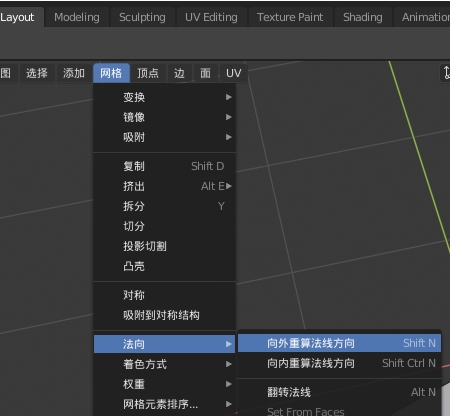 Layout Modeling Sculpting UV Editing Texture Paint Shading Animation
图 选择 添加 网格 顶点 边 面 UV
变换
镜像
吸附
复制 Shift D
挤出 Alt E
拆分 Y
切分
投影切割
凸壳
对称
吸附到对称结构
法向 向外重算法线方向 Shift N
着色方式 向内重算法线方向 Shift Ctrl N
权重 翻转法线 Alt N
网格元素排序... Set From Faces